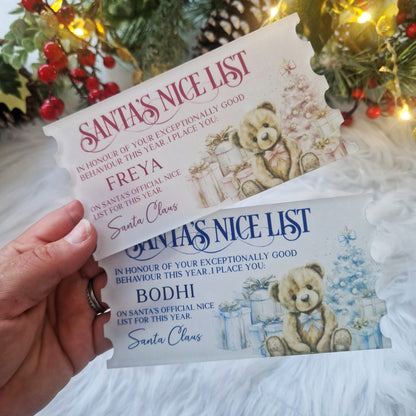 SANTA'S NICE LIST
IN HONOUR OF YOUR EXCEPTIONALLY GOOD
BEHAVIOUR THIS YEAR, I PLACE YOU:
FREYA
ON SANTA'S OFFICIAL NICE
LIST FOR THIS YEAR.
Santa Claus
SANTA'S NICE LIST
IN HONOUR OF YOUR EXCEPTIONALLY GOOD
BEHAVIOUR THIS YEAR, I PLACE YOU:
BODHI
ON SANTA'S OFFICIAL NICE
LIST FOR THIS YEAR.
Santa Claus